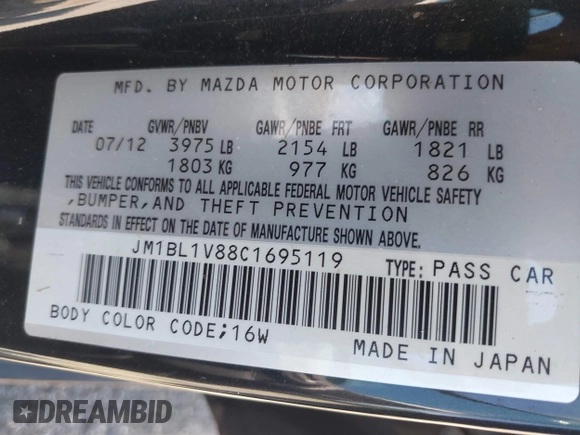 MFD. BY MAZDA MOTOR CORPORATION
DATE GVWR/PNBV GAWR/PNBE FRT GAWR/PNBE RR
07/12 3975 LB 2154 LB 1821 LB
1803 KG 977 KG 826 KG
THIS VEHICLE CONFORMS TO ALL APPLICABLE FEDERAL MOTOR VEHICLE SAFETY
,BUMPER,AND THEFT PREVENTION
STANDARDS IN EFFECT ON THE DATE OF MANUFACTURE SHOWN ABOVE.
JM1BL1V88C1695119 TYPE: PASS CAR
BODY COLOR CODE;16W MADE IN JAPAN
DREAMBID